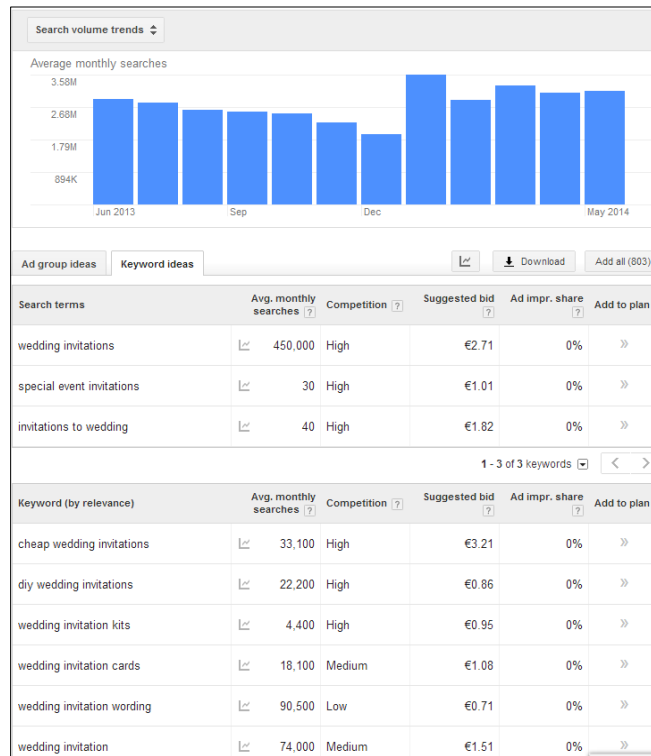 Search volume trends
Average monthly searches
3.58M
2.68M
1.79M
894K
Jun 2013 Sep Dec May 2014
Ad group ideas Keyword ideas Download Add all (803)
Search terms Avg. monthly searches ? Competition ? Suggested bid ? Ad impr. share ? Add to plan
wedding invitations 450,000 High €2.71 0% »
special event invitations 30 High €1.01 0% »
invitations to wedding 40 High €1.82 0% »
1 - 3 of 3 keywords
Keyword (by relevance) Avg. monthly searches ? Competition ? Suggested bid ? Ad impr. share ? Add to plan
cheap wedding invitations 33,100 High €3.21 0% »
diy wedding invitations 22,200 High €0.86 0% »
wedding invitation kits 4,400 High €0.95 0% »
wedding invitation cards 18,100 Medium €1.08 0% »
wedding invitation wording 90,500 Low €0.71 0% »
wedding invitation 74,000 Medium €1.51 0% »